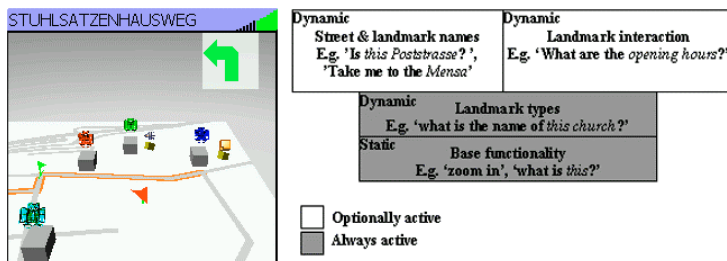 STUHLSATZENHAUSWEG
Dynamic
Street & landmark names
E.g. 'Is this Poststrasse? ',
'Take me to the Mensa'
Dynamic
Landmark interaction
E.g. ‘What are the opening hours?’
Dynamic
Landmark types
E.g. ‘what is the name of this church?’
Static
Base functionality
E.g. ‘zoom in’, ‘what is this?’
Optionally active
Always active